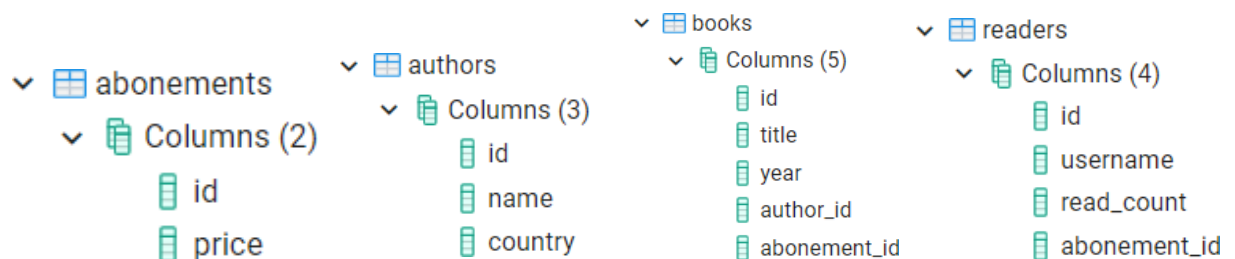 abonements
Columns (2)
id
price
authors
Columns (3)
id
name
country
books
Columns (5)
id
title
year
author_id
abonement_id
readers
Columns (4)
id
username
read_count
abonement_id